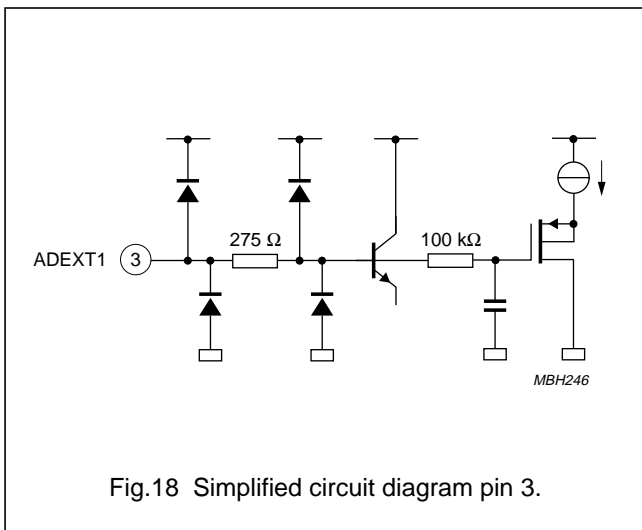 275 Ω
100 kΩ
ADEXT1
3
MBH246
Fig.18 Simplified circuit diagram pin 3.